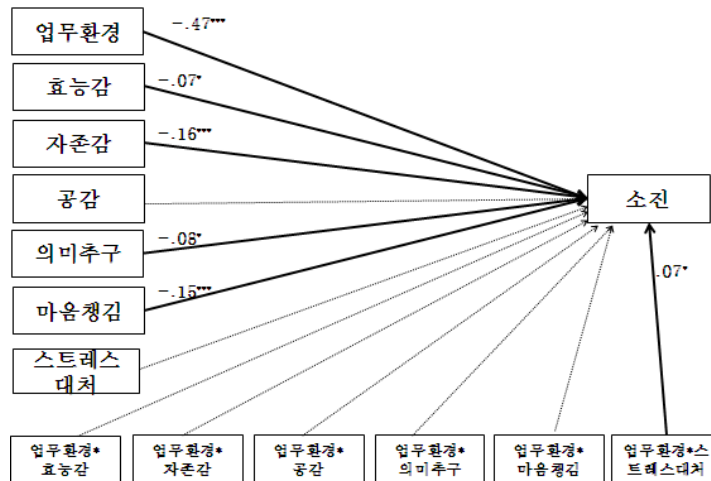 업무환경
-.47***
효능감
-.07*
자존감
-.16***
공감
소진
의미추구
-.08*
마음챙김
-.15***
.07*
스트레스
대처
업무환경*
효능감
업무환경*
자존감
업무환경*
공감
업무환경*
의미추구
업무환경*
마음챙김
업무환경*스
트레스대처